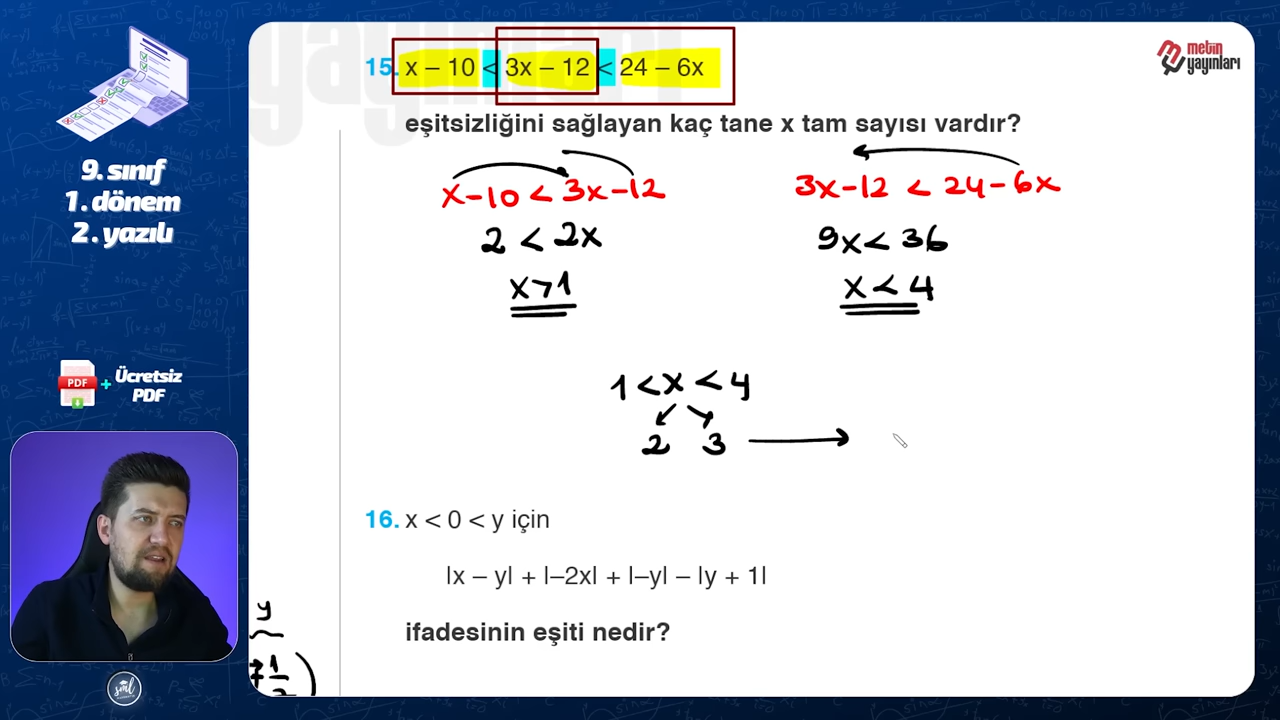 yayınları
metin
yayınları
9. sınıf
1. dönem
2. yazılı
Ücretsiz
PDF
PDF
15. x – 10 < 3x – 12 < 24 – 6x
eşitsizliğini sağlayan kaç tane x tam sayısı vardır?
x-10 < 3x-12
2 < 2x
x>1
3x-12 < 24-6x
9x < 36
x < 4
1 < x < 4
2 3
16. x < 0 < y için
|x – y| + |–2x| + |–y| – |y + 1|
ifadesinin eşiti nedir?
y
sml